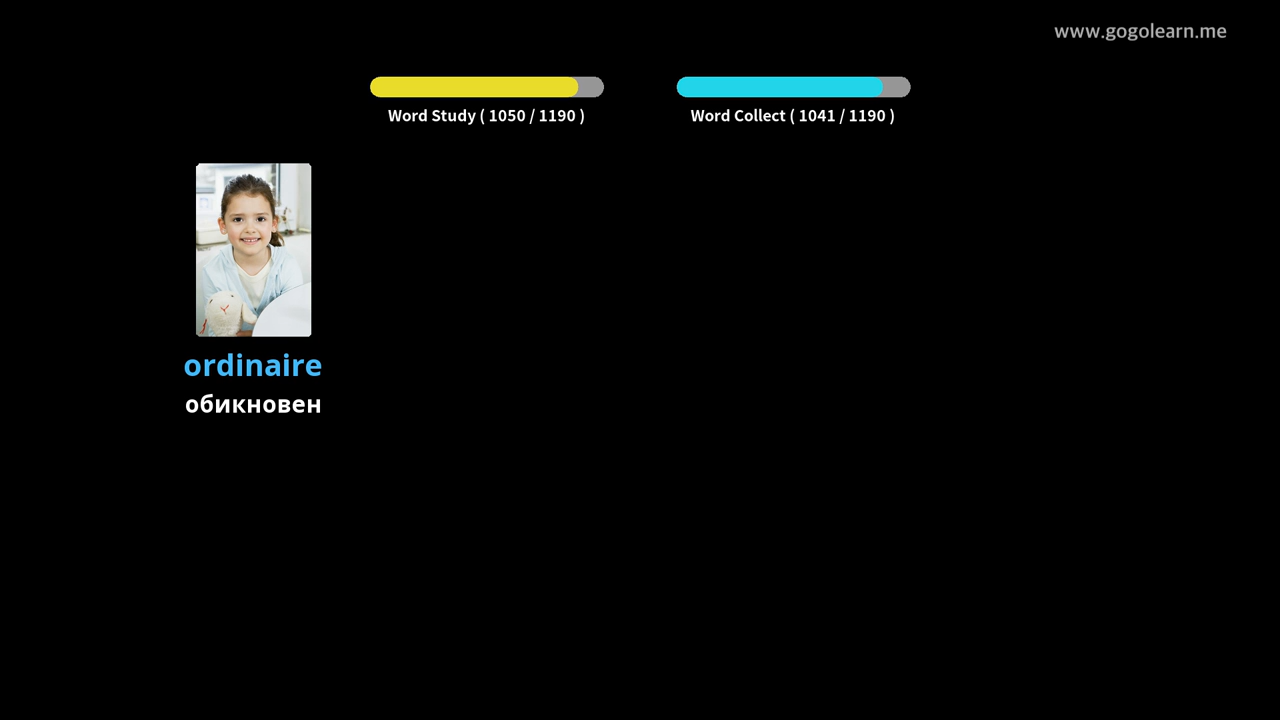 www.gogolearn.me
Word Study ( 1050 / 1190 )
Word Collect ( 1041 / 1190 )
ordinaire
обикновен